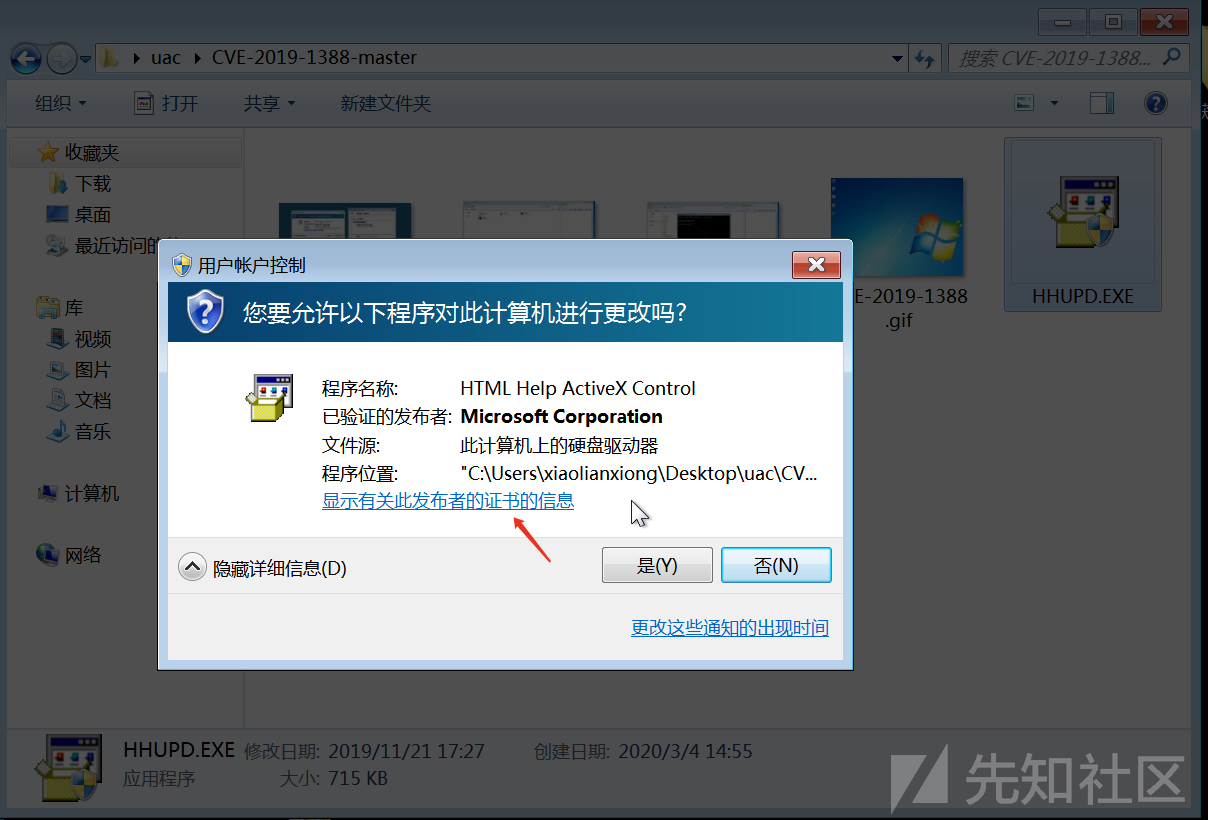 uac CVE-2019-1388-master
搜索 CVE-2019-1388...
组织 打开 共享 新建文件夹
收藏夹
下载
桌面
最近访问的
库
视频
图片
文档
音乐
计算机
网络
E-2019-1388
.gif
HHUPD.EXE
用户帐户控制
您要允许以下程序对此计算机进行更改吗?
程序名称: HTML Help ActiveX Control
已验证的发布者: Microsoft Corporation
文件源: 此计算机上的硬盘驱动器
程序位置: "C:\Users\xiaolianxiong\Desktop\uac\CV...
显示有关此发布者的证书的信息
隐藏详细信息(D) 是(Y) 否(N)
更改这些通知的出现时间
HHUPD.EXE 修改日期: 2019/11/21 17:27 创建日期: 2020/3/4 14:55
应用程序 大小: 715 KB
先知社区